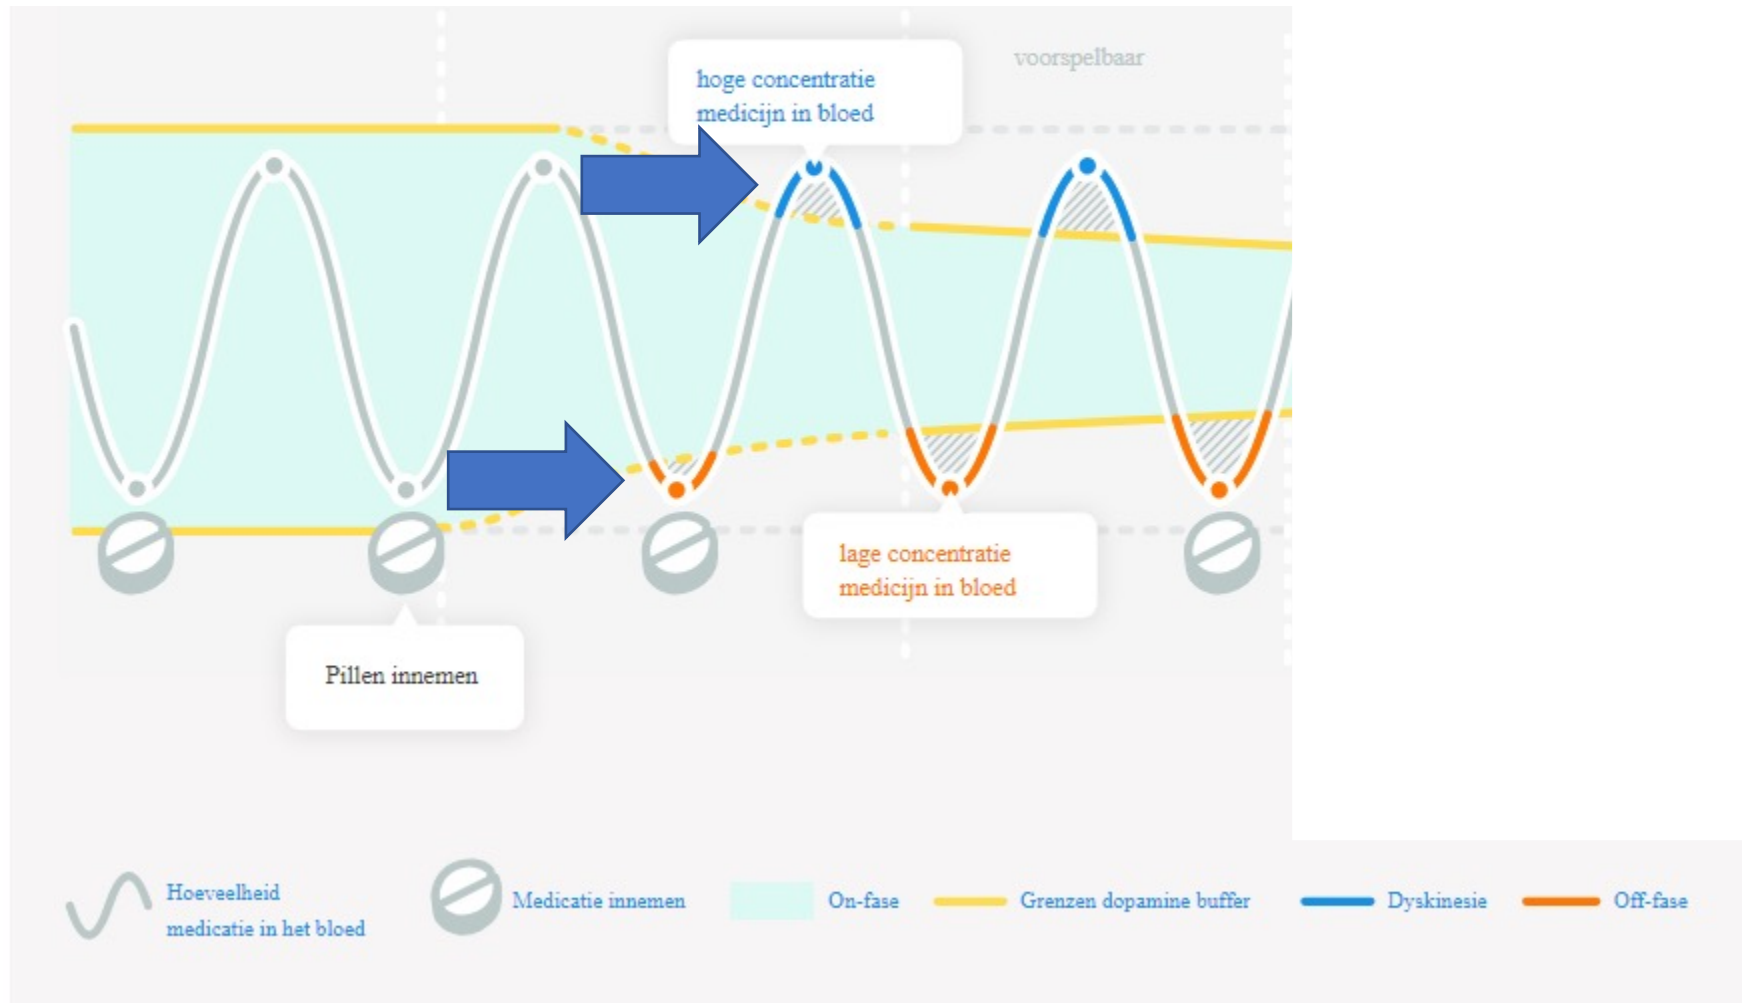 voorspelbaar
hoge concentratie
medicijn in bloed
lage concentratie
medicijn in bloed
Pillen innemen
Hoeveelheid
medicatie in het bloed
Medicatie innemen
On-fase
Grenzen dopamine buffer
Dyskinesie
Off-fase